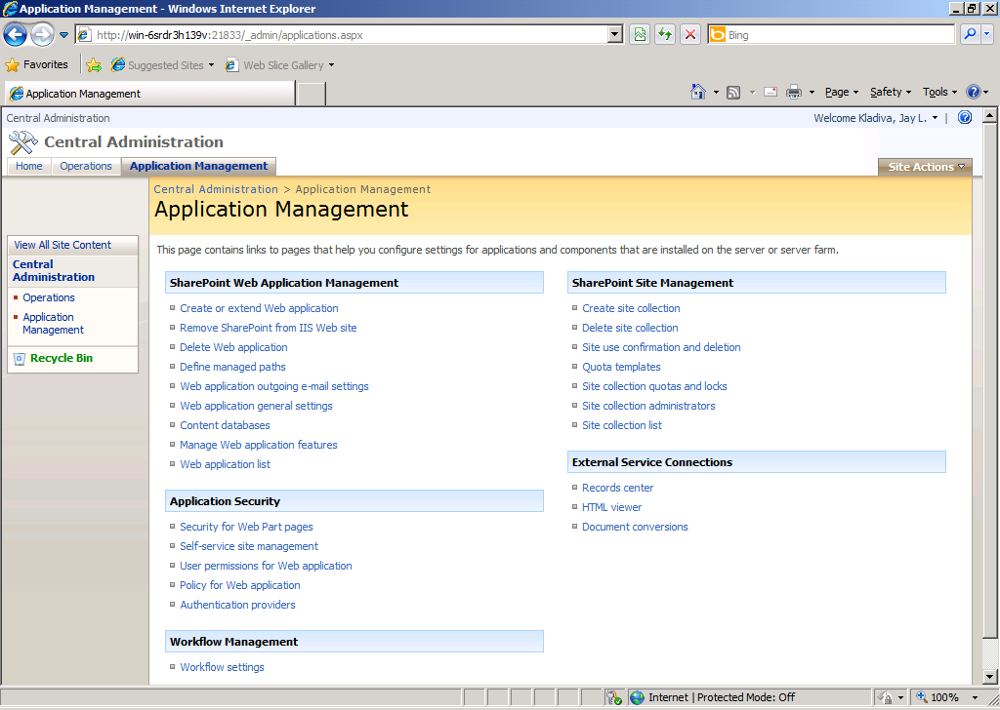 Application Management - Windows Internet Explorer
http://win-6srdr3h139v:21833/_admin/applications.aspx
Bing
Favorites
Suggested Sites
Web Slice Gallery
Application Management
Page
Safety
Tools
Central Administration
Welcome Kladiva, Jay L.
Central Administration
Home
Operations
Application Management
Site Actions
Central Administration > Application Management
Application Management
View All Site Content
Central
Administration
Operations
Application
Management
Recycle Bin
This page contains links to pages that help you configure settings for applications and components that are installed on the server or server farm.
SharePoint Web Application Management
Create or extend Web application
Remove SharePoint from IIS Web site
Delete Web application
Define managed paths
Web application outgoing e-mail settings
Web application general settings
Content databases
Manage Web application features
Web application list
Application Security
Security for Web Part pages
Self-service site management
User permissions for Web application
Policy for Web application
Authentication providers
Workflow Management
Workflow settings
SharePoint Site Management
Create site collection
Delete site collection
Site use confirmation and deletion
Quota templates
Site collection quotas and locks
Site collection administrators
Site collection list
External Service Connections
Records center
HTML viewer
Document conversions
Internet | Protected Mode: Off
100%